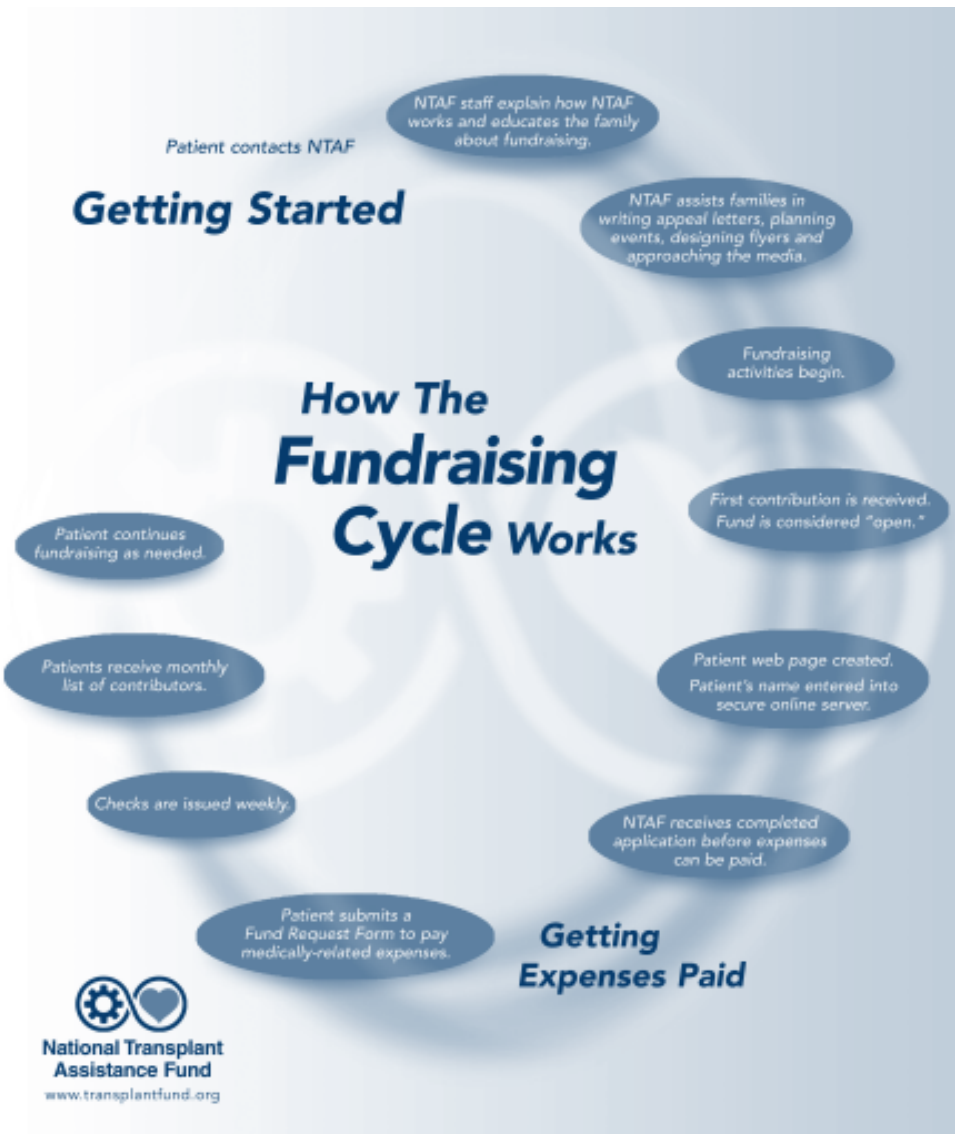 Patient contacts NTAF
Getting Started
NTAF staff explain how NTAF
works and educates the family
about fundraising.
NTAF assists families in
writing appeal letters, planning
events, designing flyers and
approaching the media.
Fundraising
activities begin.
How The
Fundraising
Cycle Works
First contribution is received.
Fund is considered "open."
Patient web page created.
Patient's name entered into
secure online server.
NTAF receives completed
application before expenses
can be paid.
Getting
Expenses Paid
Patient submits a
Fund Request Form to pay
medically-related expenses.
Checks are issued weekly.
Patients receive monthly
list of contributors.
Patient continues
fundraising as needed.
National Transplant
Assistance Fund
www.transplantfund.org